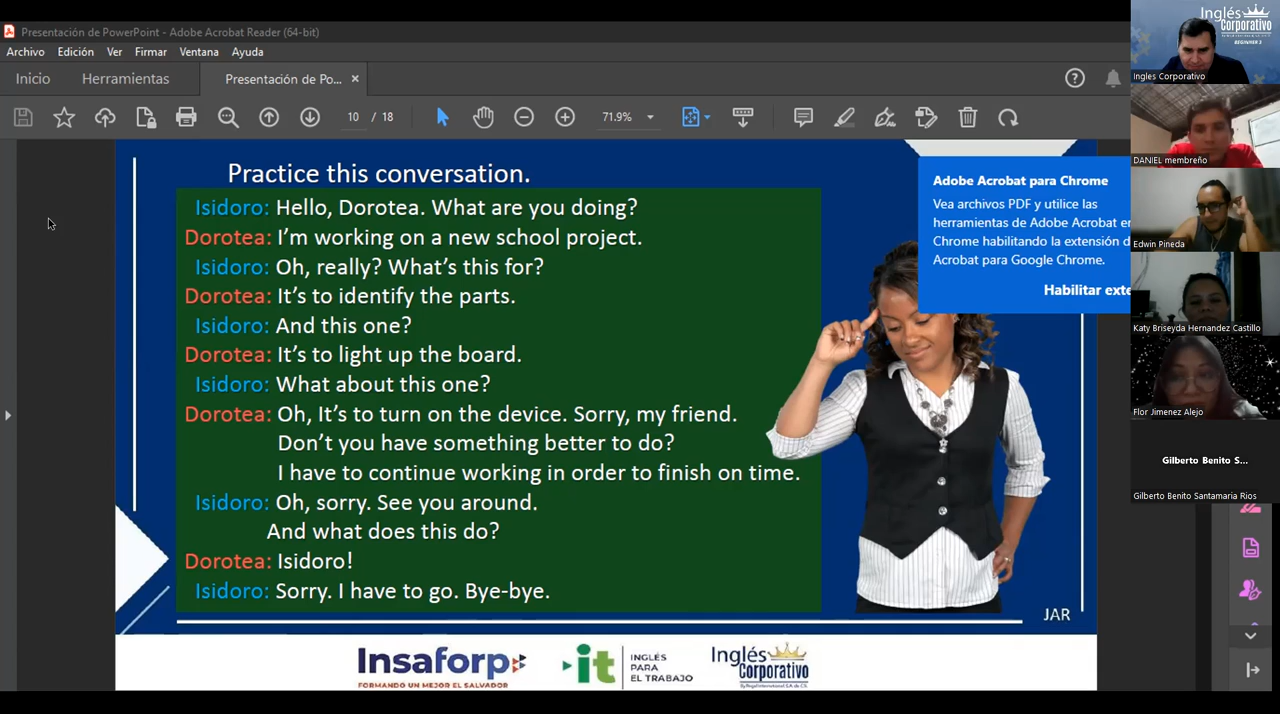 Presentación de PowerPoint - Adobe Acrobat Reader (64-bit)
Archivo Edición Ver Firmar Ventana Ayuda
Inicio Herramientas Presentación de Po... ×
10 / 18 71.9%
Practice this conversation.
Isidoro: Hello, Dorotea. What are you doing?
Dorotea: I'm working on a new school project.
Isidoro: Oh, really? What's this for?
Dorotea: It's to identify the parts.
Isidoro: And this one?
Dorotea: It's to light up the board.
Isidoro: What about this one?
Dorotea: Oh, It's to turn on the device. Sorry, my friend.
Don't you have something better to do?
I have to continue working in order to finish on time.
Isidoro: Oh, sorry. See you around.
And what does this do?
Dorotea: Isidoro!
Isidoro: Sorry. I have to go. Bye-bye.
JAR
Insaforp
FORMANDO UN MEJOR EL SALVADOR
it
INGLÉS
PARA
EL TRABAJO
Inglés
Corporativo
Adobe Acrobat para Chrome
Vea archivos PDF y utilice las
herramientas de Adobe Acrobat en
Chrome habilitando la extensión d
Acrobat para Google Chrome.
Habilitar exte
Inglés
Corporativo
BEGINNER 2
Ingles Corporativo
DANIEL membreño
Edwin Pineda
Katy Briseyda Hernandez Castillo
Flor Jimenez Alejo
Gilberto Benito S...
Gilberto Benito Santamaria Rios